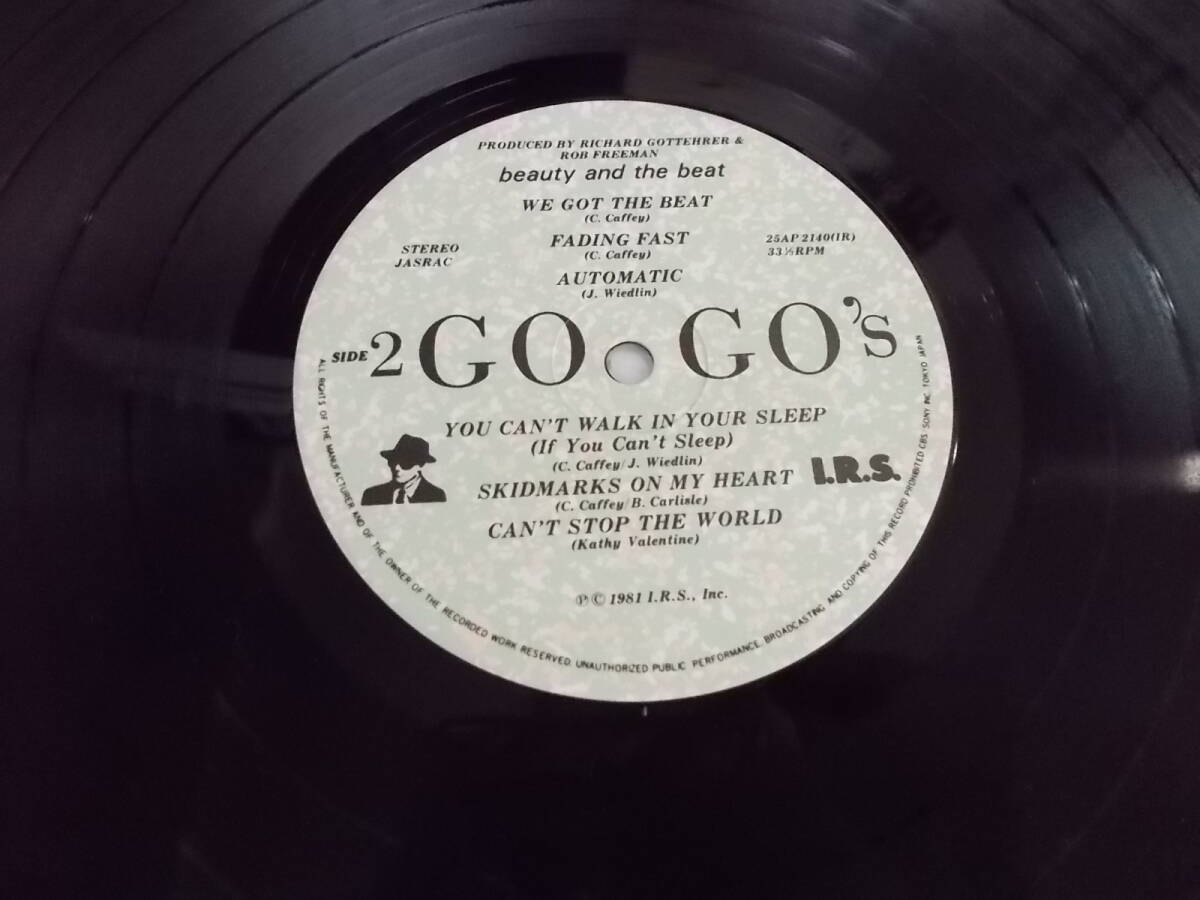 PRODUCED BY RICHARD GOTTEHRER &
ROB FREEMAN
beauty and the beat
WE GOT THE BEAT
(C. Caffey)
FADING FAST
(C. Caffey)
AUTOMATIC
(J. Wiedlin)
STEREO
JASRAC
25AP 2140(IR)
33⅓RPM
SIDE 2 GO GO's
YOU CAN'T WALK IN YOUR SLEEP
(If You Can't Sleep)
(C. Caffey/J. Wiedlin)
SKIDMARKS ON MY HEART
(C. Caffey/B. Carlisle)
CAN'T STOP THE WORLD
(Kathy Valentine)
I.R.S.
℗ © 1981 I.R.S., Inc.
ALL RIGHTS OF THE MANUFACTURER AND OF THE OWNER OF THE RECORDED WORK RESERVED. UNAUTHORIZED PUBLIC PERFORMANCE. BROADCASTING AND COPYING OF THIS RECORD PROHIBITED CBS/SONY INC. TOKYO JAPAN